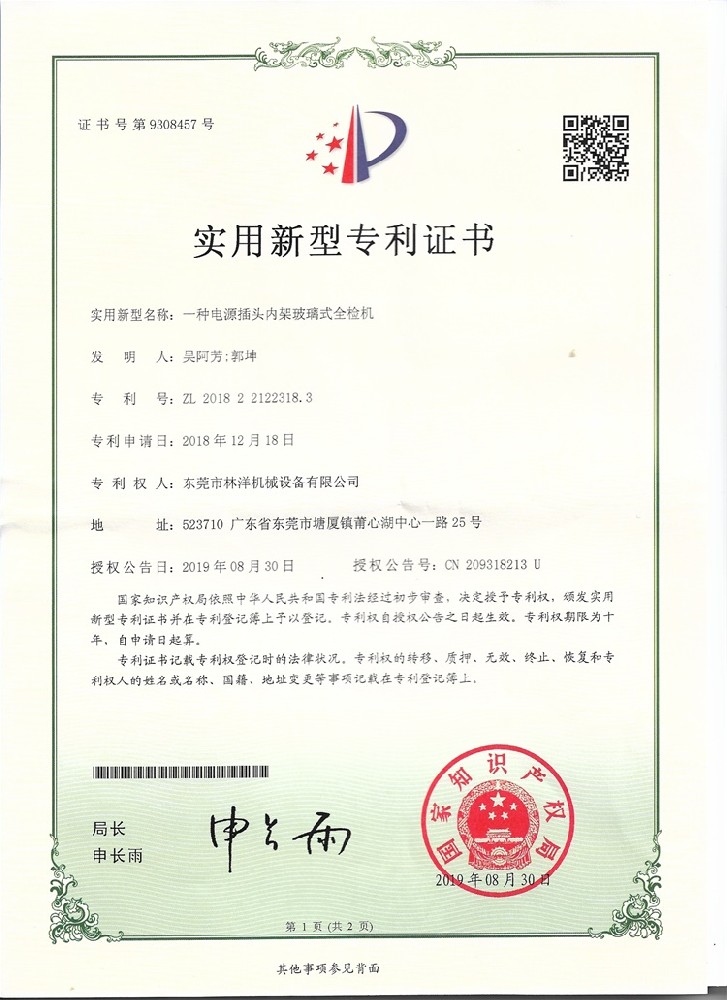 证书号第9308457号
实用新型专利证书
实用新型名称：一种电源插头内架玻璃式全检机
发明人：吴阿芳;郭坤
专利号：ZL 2018 2 2122318.3
专利申请日：2018年12月18日
专利权人：东莞市林洋机械设备有限公司
地址：523710 广东省东莞市塘厦镇莆心湖中心一路25号
授权公告日：2019年08月30日 授权公告号：CN 209318213 U
国家知识产权局依照中华人民共和国专利法经过初步审查，决定授予专利权，颁发实用
新型专利证书并在专利登记簿上予以登记。专利权自授权公告之日起生效。专利权期限为十
年，自申请日起算。
专利证书记载专利权登记时的法律状况。专利权的转移、质押、无效、终止、恢复和专
利权人的姓名或名称、国籍、地址变更等事项记载在专利登记簿上。
局长
申长雨
申长雨
国家知识产权局
2019年08月30日
第1页(共2页)
其他事项参见背面